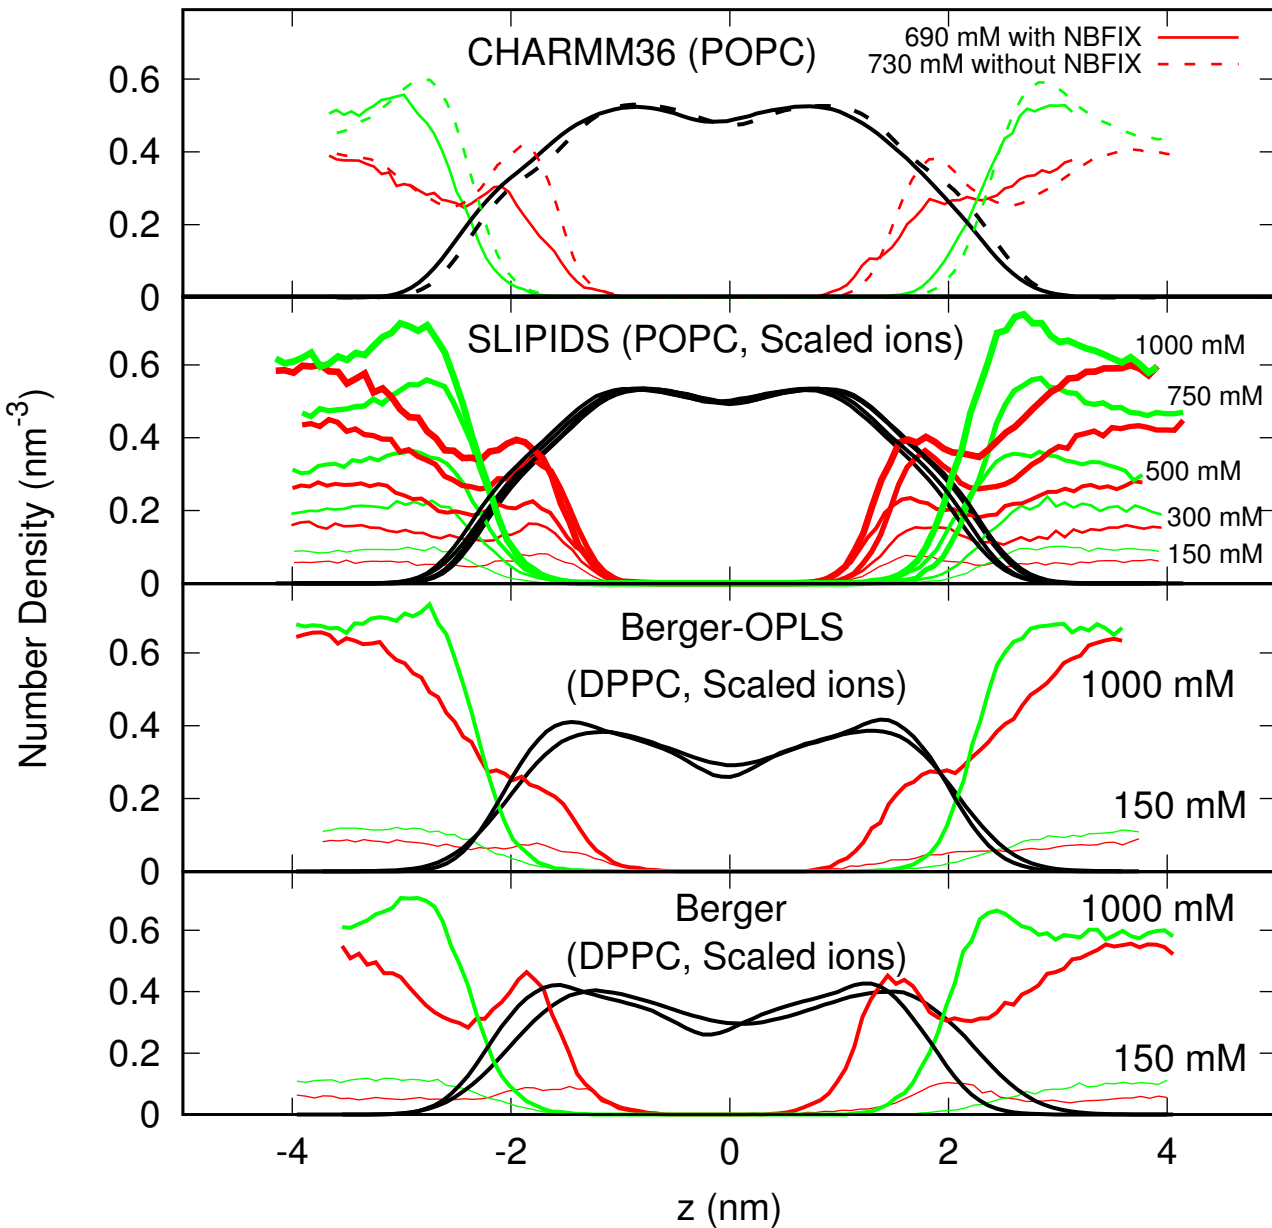 CHARMM36 (POPC)
690 mM with NBFIX
730 mM without NBFIX
0.6
0.4
0.2
0
SLIPIDS (POPC, Scaled ions)
1000 mM
0.6
750 mM
0.4
500 mM
0.2
300 mM
150 mM
0
Berger-OPLS
(DPPC, Scaled ions)
0.6
1000 mM
0.4
0.2
150 mM
0
Berger
(DPPC, Scaled ions)
1000 mM
0.6
0.4
0.2
150 mM
0
-4
-2
0
2
4
z (nm)
Number Density (nm-3)